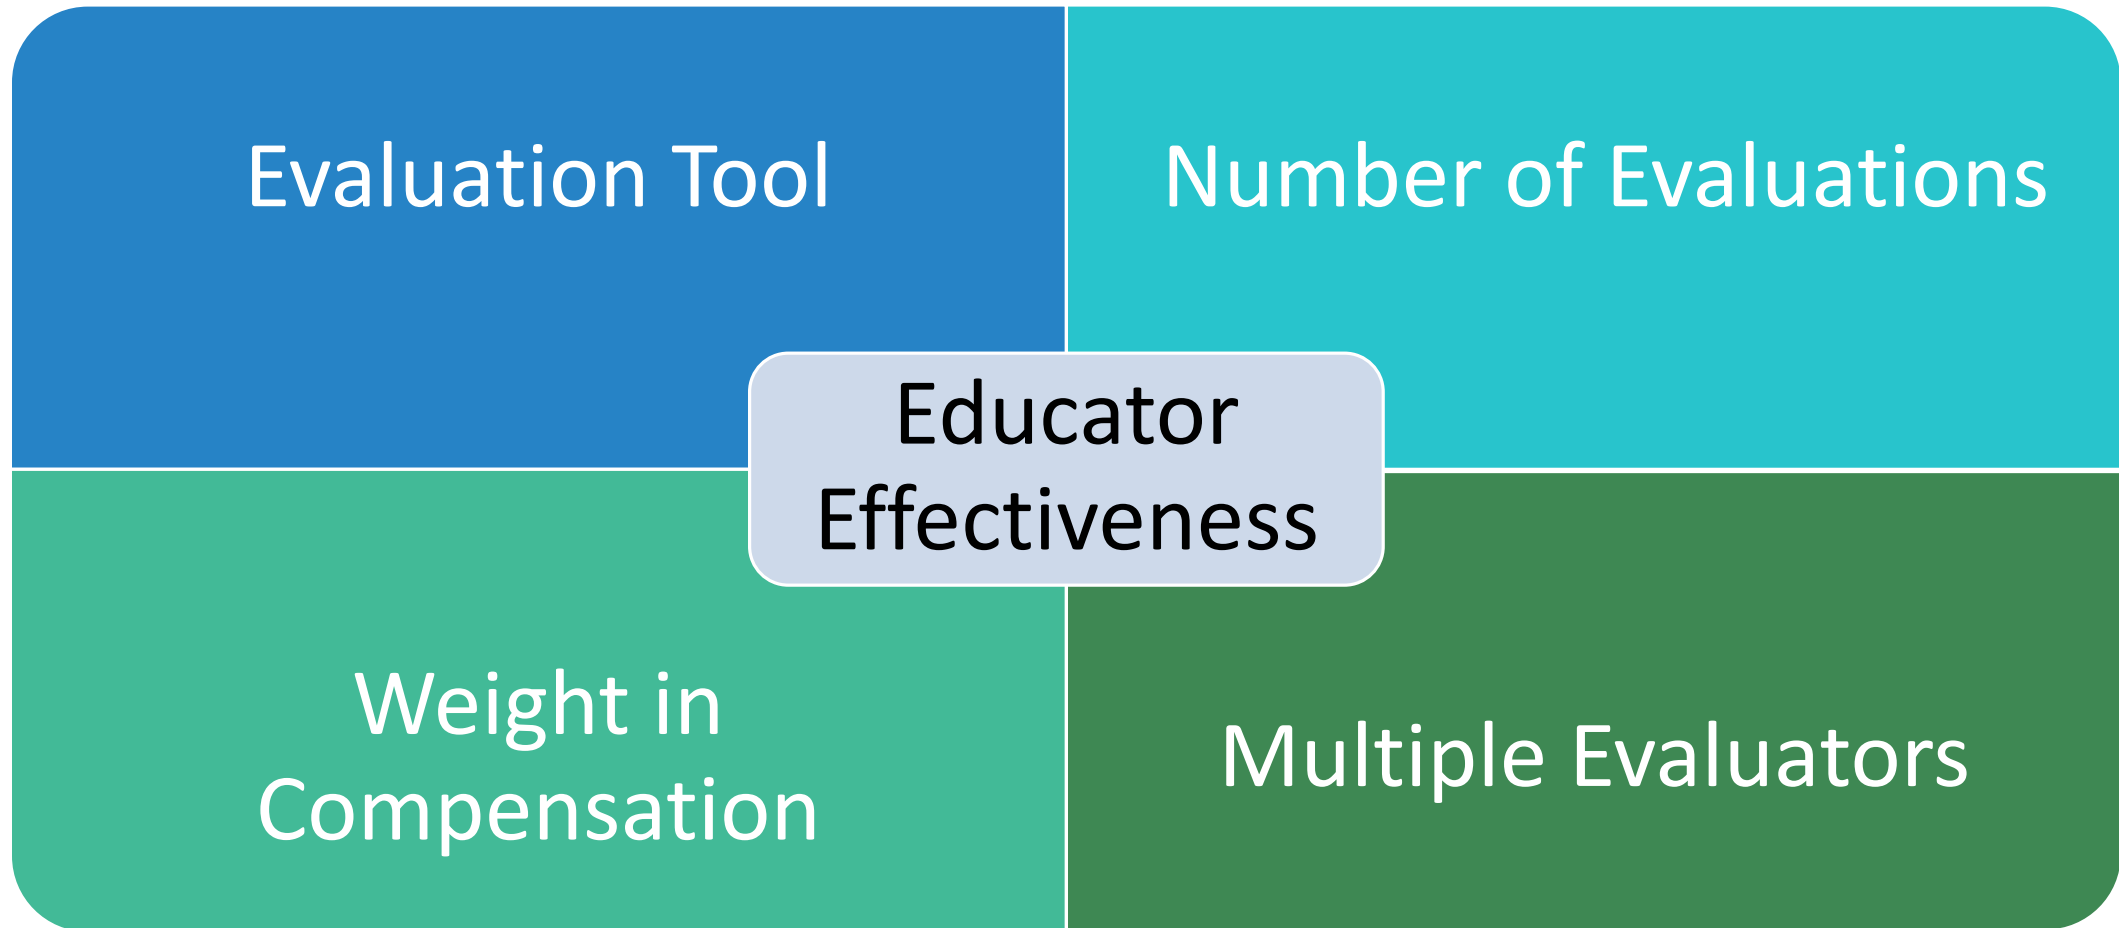 Evaluation Tool
Number of Evaluations
Educator
Effectiveness
Weight in
Compensation
Multiple Evaluators